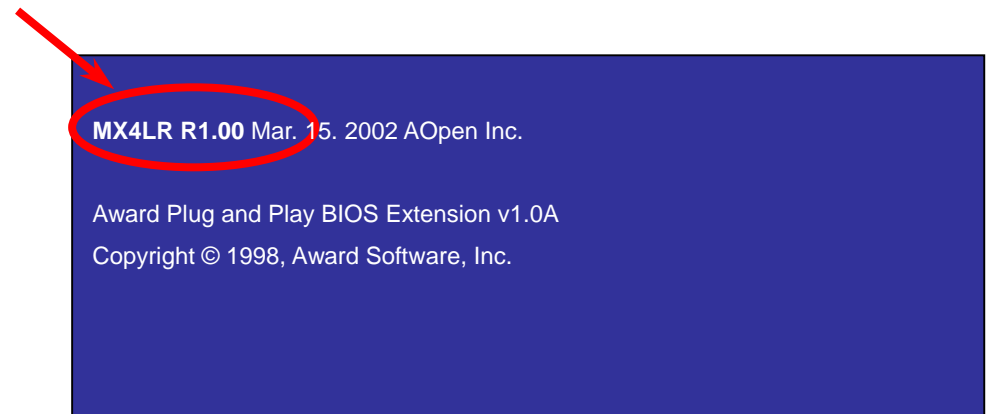 MX4LR R1.00 Mar. 15. 2002 AOpen Inc.
Award Plug and Play BIOS Extension v1.0A
Copyright © 1998, Award Software, Inc.